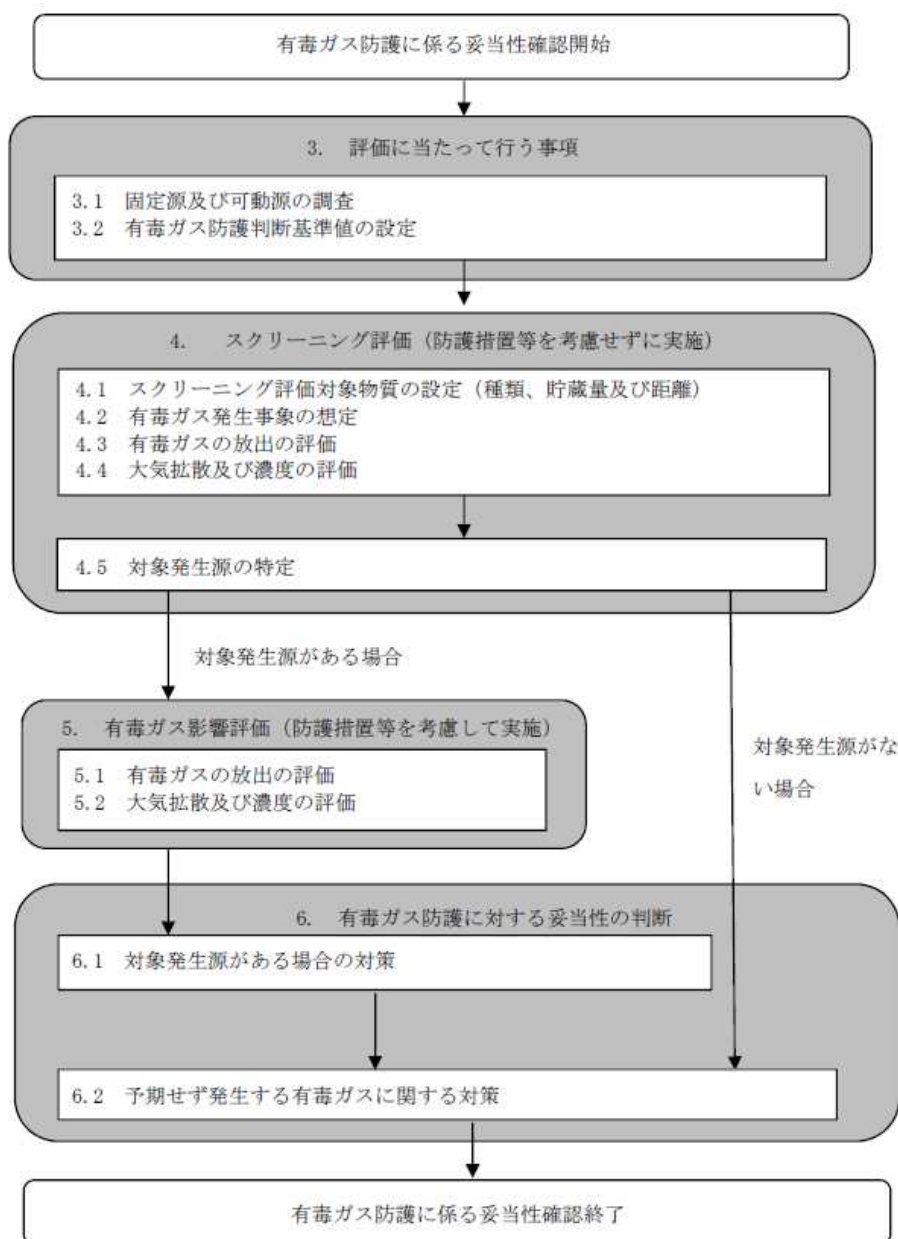 有毒ガス防護に係る妥当性確認開始
3. 評価に当たって行う事項
3.1 固定源及び可動源の調査
3.2 有毒ガス防護判断基準値の設定
4. スクリーニング評価（防護措置等を考慮せずに実施）
4.1 スクリーニング評価対象物質の設定（種類、貯蔵量及び距離）
4.2 有毒ガス発生事象の想定
4.3 有毒ガスの放出の評価
4.4 大気拡散及び濃度の評価
4.5 対象発生源の特定
対象発生源がある場合
5. 有毒ガス影響評価（防護措置等を考慮して実施）
5.1 有毒ガスの放出の評価
5.2 大気拡散及び濃度の評価
対象発生源がな
い場合
6. 有毒ガス防護に対する妥当性の判断
6.1 対象発生源がある場合の対策
6.2 予期せず発生する有毒ガスに関する対策
有毒ガス防護に係る妥当性確認終了